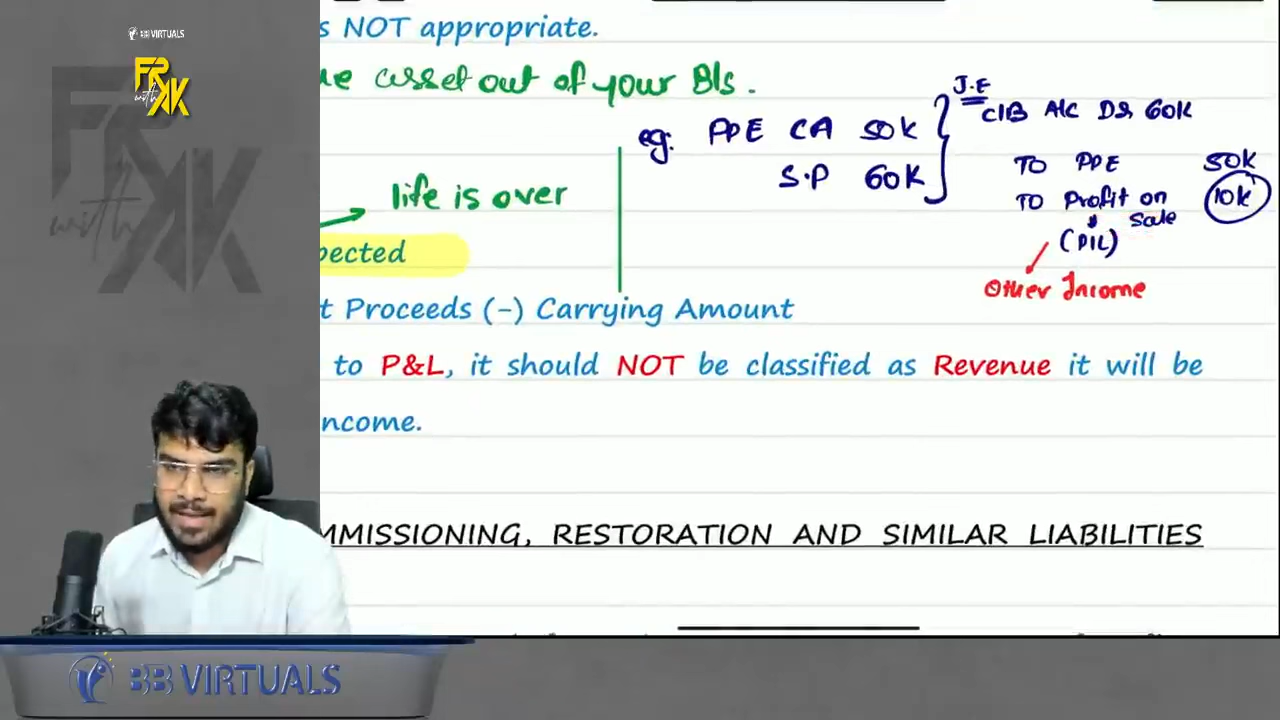 BB VIRTUALS
FR
with
KK
s NOT appropriate.
asset out of your B/s.
J.E
C/B A/C Dr 60K
eg: PPE CA 50K
TO PPE 50K
S.P 60K
TO Profit on Sale 10K
(P/L)
life is over
pected
Other Income
t Proceeds (-) Carrying Amount
to P&L, it should NOT be classified as Revenue it will be
ncome.
MMISSIONING, RESTORATION AND SIMILAR LIABILITIES
BB VIRTUALS